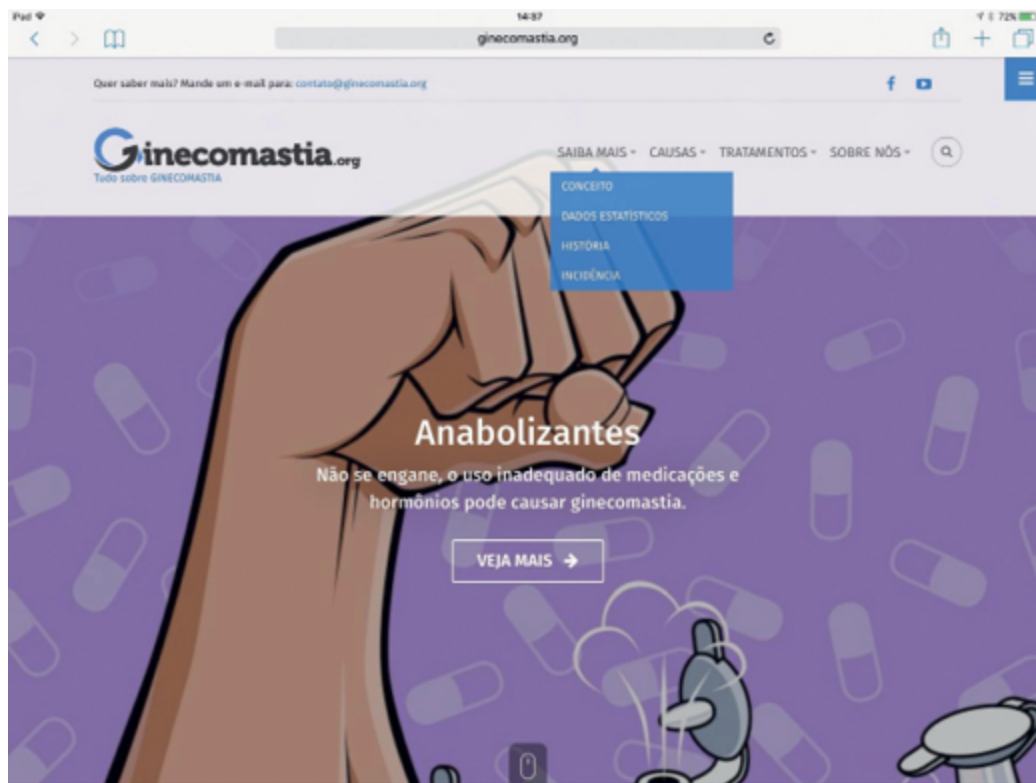 iPad
14:37
72%
ginecomastia.org
Quer saber mais? Mande um e-mail para: contato@ginecomastia.org
Ginecomastia.org
Tudo sobre GINECOMASTIA
SAIBA MAIS
CAUSAS
TRATAMENTOS
SOBRE NÓS
CONCEITO
DADOS ESTATÍSTICOS
HISTÓRIA
INCIDÊNCIA
Anabolizantes
Não se engane, o uso inadequado de medicações e
hormônios pode causar ginecomastia.
VEJA MAIS